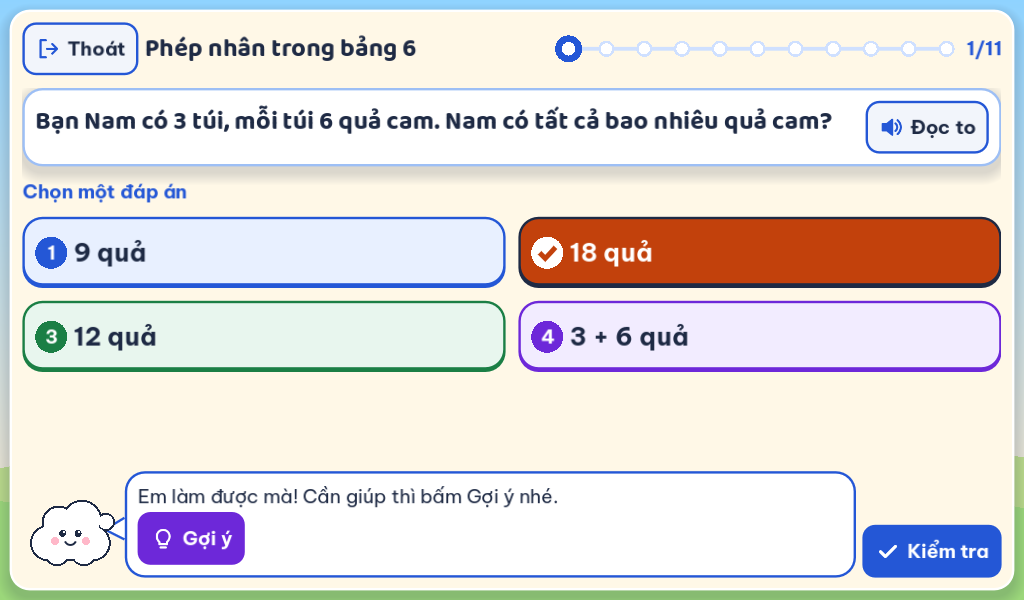 Thoát
Phép nhân trong bảng 6
1/11
Bạn Nam có 3 túi, mỗi túi 6 quả cam. Nam có tất cả bao nhiêu quả cam?
Đọc to
Chọn một đáp án
1 9 quả
18 quả
3 12 quả
4 3 + 6 quả
Em làm được mà! Cần giúp thì bấm Gợi ý nhé.
Gợi ý
Kiểm tra